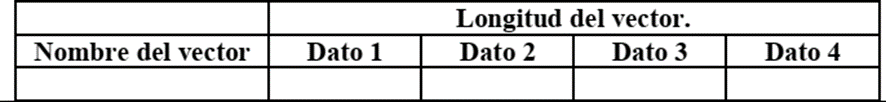 Longitud del vector.
Nombre del vector Dato 1 Dato 2 Dato 3 Dato 4